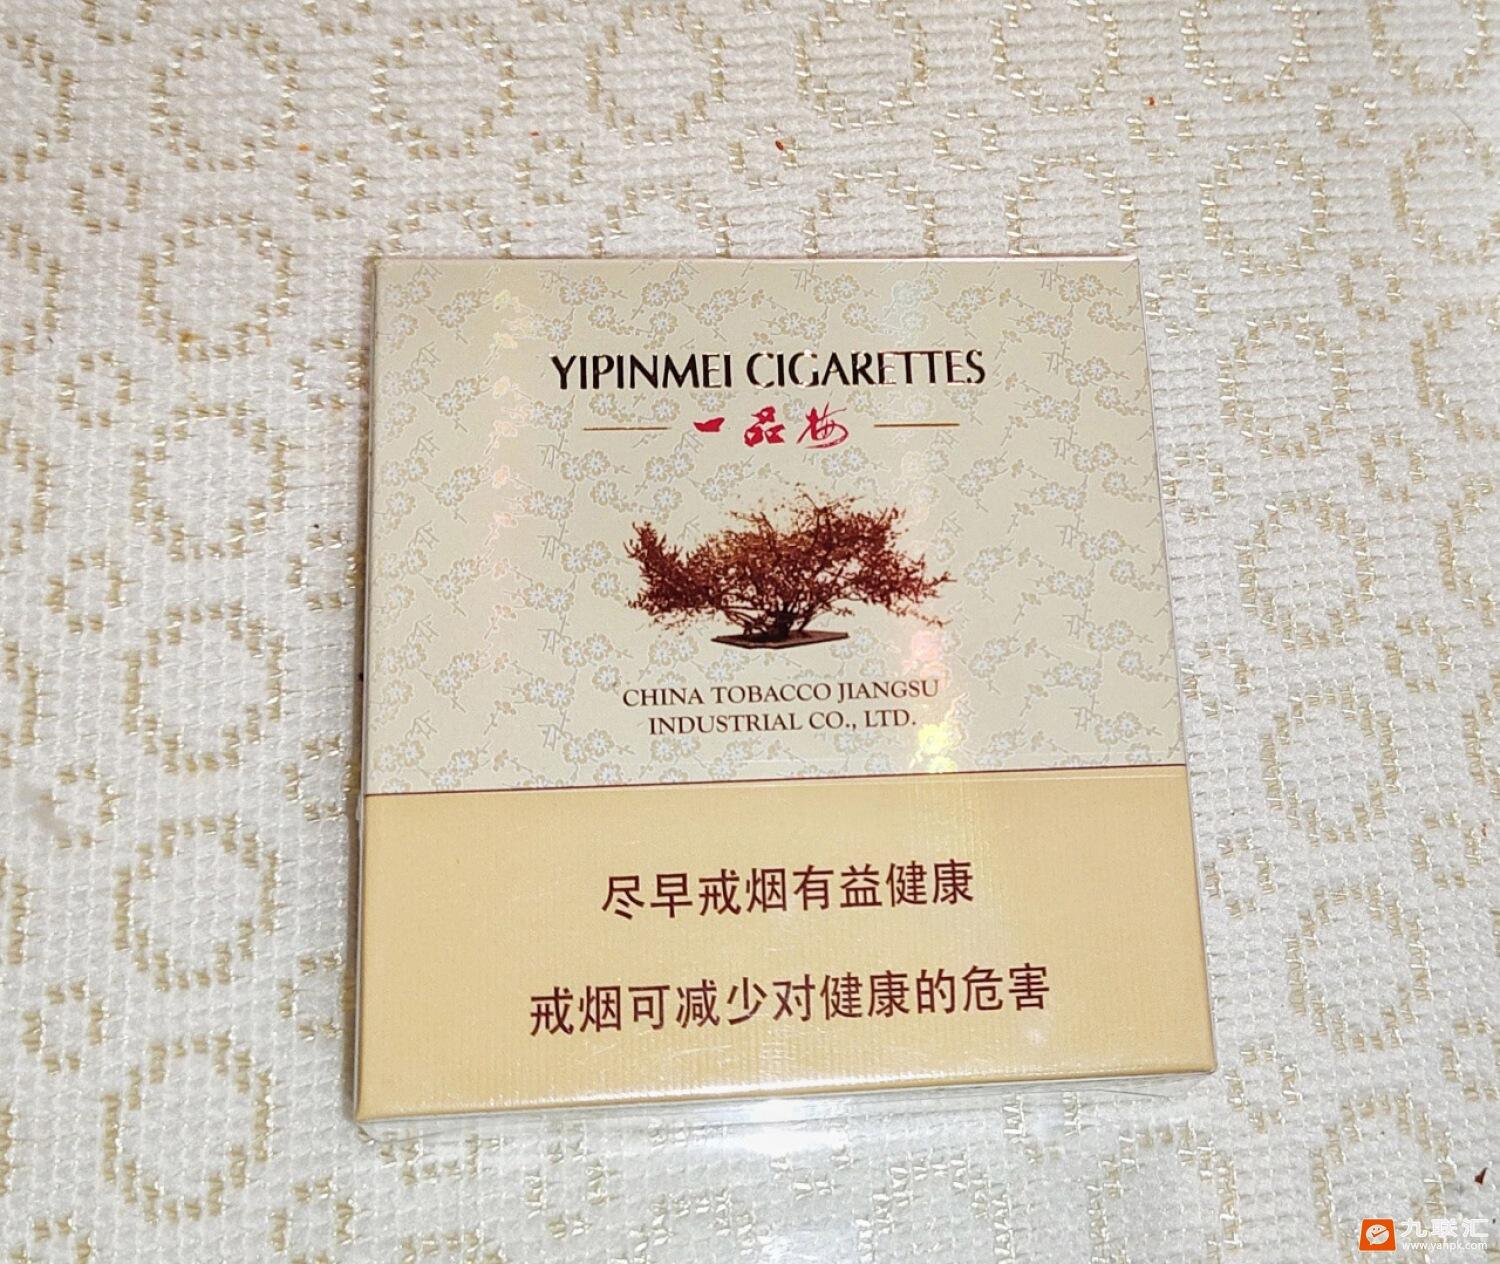 YIPINMEI CIGARETTES
一品梅
CHINA TOBACCO JIANGSU
INDUSTRIAL CO., LTD.
尽早戒烟有益健康
戒烟可减少对健康的危害
九联汇
www.yanpk.com